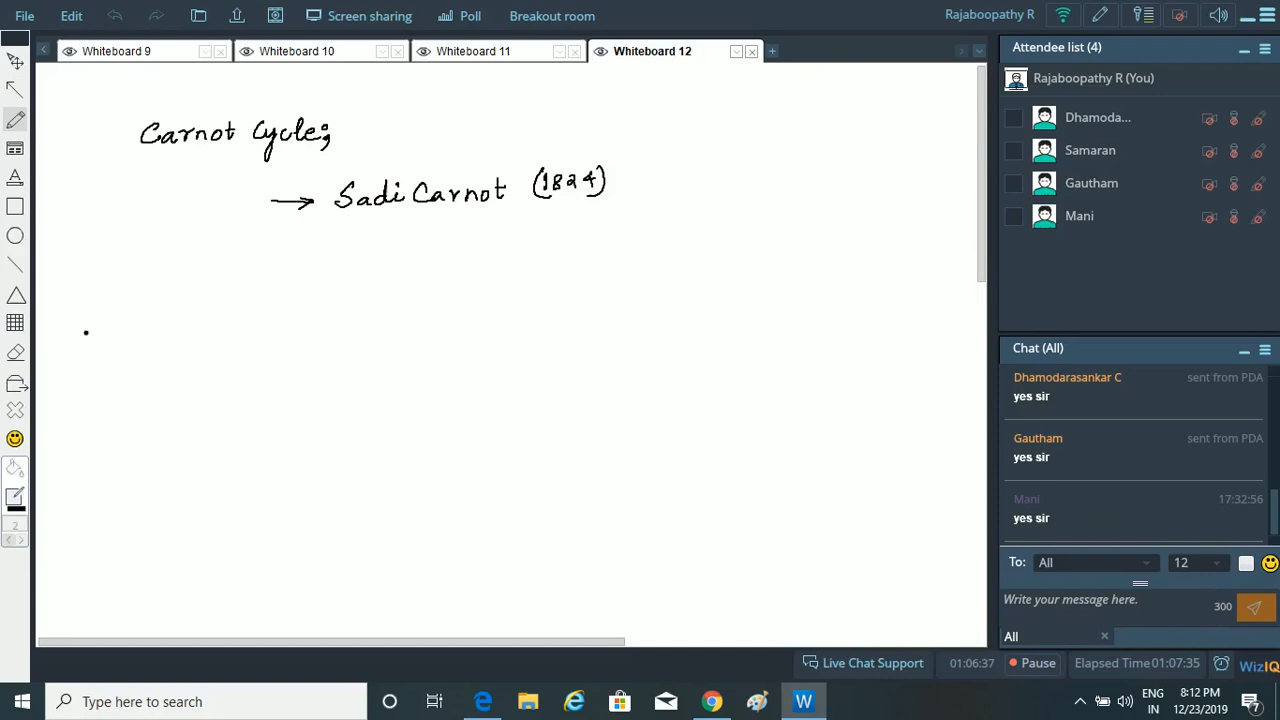 File Edit Screen sharing Poll Breakout room Rajaboopathy R
Whiteboard 9 Whiteboard 10 Whiteboard 11 Whiteboard 12
Carnot Cycle;
→ Sadi Carnot (1824)
Attendee list (4)
Rajaboopathy R (You)
Dhamoda...
Samaran
Gautham
Mani
Chat (All)
Dhamodarasankar C sent from PDA
yes sir
Gautham sent from PDA
yes sir
Mani 17:32:56
yes sir
To: All 12
Write your message here. 300
All
2
Live Chat Support 01:06:37 Pause Elapsed Time 01:07:35 WizIQ
Type here to search
ENG 8:12 PM
IN 12/23/2019 7